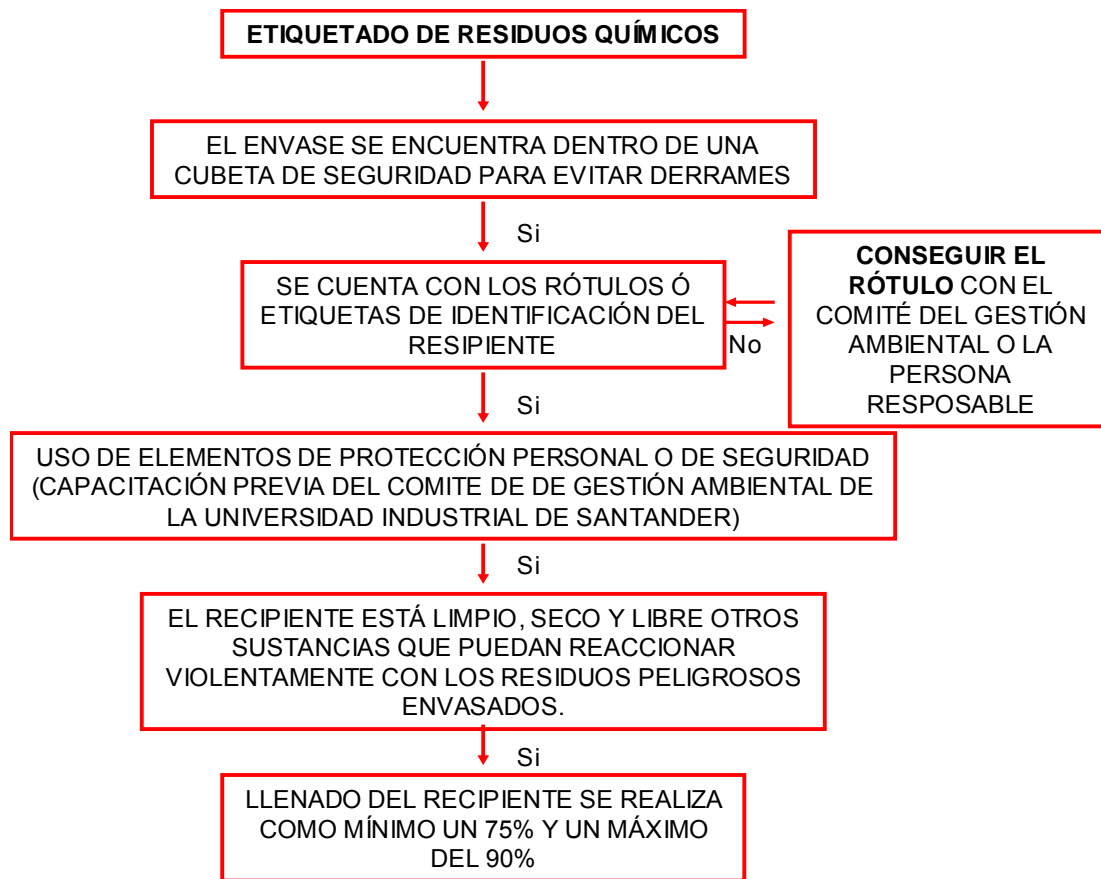 ETIQUETADO DE RESIDUOS QUÍMICOS
EL ENVASE SE ENCUENTRA DENTRO DE UNA
CUBETA DE SEGURIDAD PARA EVITAR DERRAMES
Si
SE CUENTA CON LOS RÓTULOS Ó
ETIQUETAS DE IDENTIFICACIÓN DEL
RESIPIENTE
No
CONSEGUIR EL
RÓTULO CON EL
COMITÉ DEL GESTIÓN
AMBIENTAL O LA
PERSONA
RESPOSABLE
Si
USO DE ELEMENTOS DE PROTECCIÓN PERSONAL O DE SEGURIDAD
(CAPACITACIÓN PREVIA DEL COMITE DE DE GESTIÓN AMBIENTAL DE
LA UNIVERSIDAD INDUSTRIAL DE SANTANDER)
Si
EL RECIPIENTE ESTÁ LIMPIO, SECO Y LIBRE OTROS
SUSTANCIAS QUE PUEDAN REACCIONAR
VIOLENTAMENTE CON LOS RESIDUOS PELIGROSOS
ENVASADOS.
Si
LLENADO DEL RECIPIENTE SE REALIZA
COMO MÍNIMO UN 75% Y UN MÁXIMO
DEL 90%